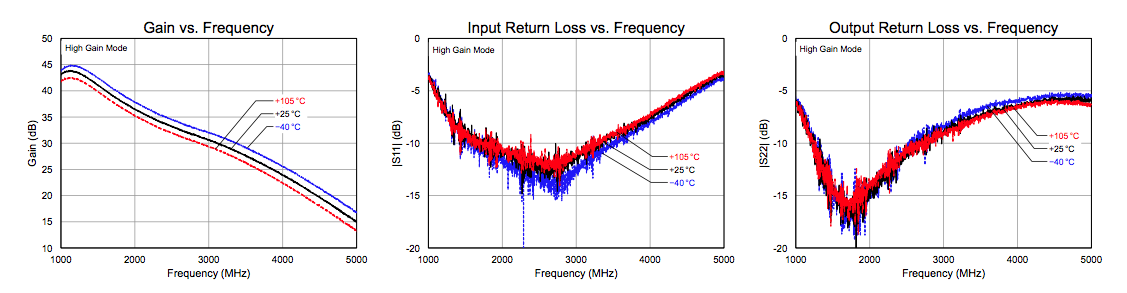 Gain vs. Frequency
High Gain Mode
Gain (dB)
50
45
40
35
30
25
20
15
10
+105 °C
+25 °C
−40 °C
1000
2000
3000
4000
5000
Frequency (MHz)
Input Return Loss vs. Frequency
High Gain Mode
|S11| (dB)
0
-5
-10
-15
-20
+105 °C
+25 °C
−40 °C
1000
2000
3000
4000
5000
Frequency (MHz)
Output Return Loss vs. Frequency
High Gain Mode
|S22| (dB)
0
-5
-10
-15
-20
+105 °C
+25 °C
−40 °C
1000
2000
3000
4000
5000
Frequency (MHz)